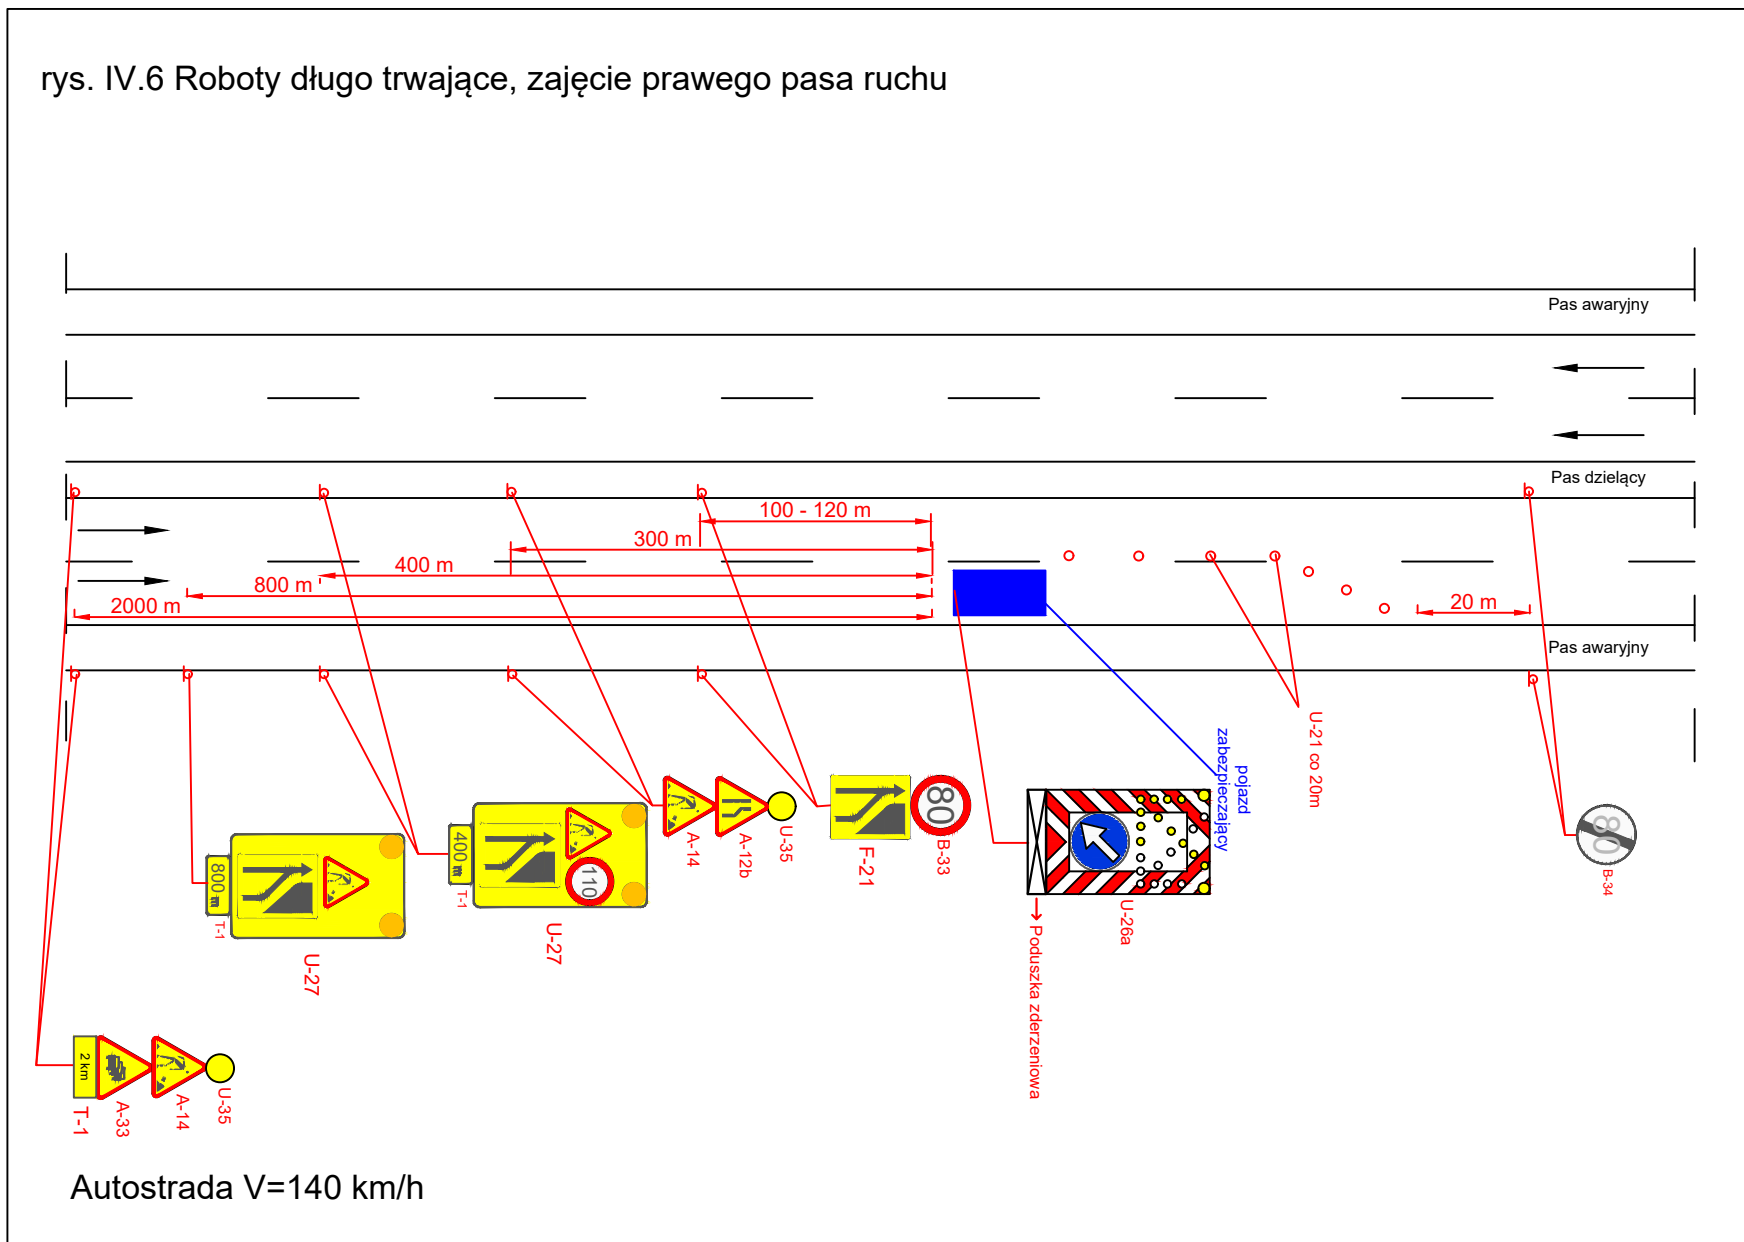 rys. IV.6 Roboty długo trwające, zajęcie prawego pasa ruchu
Pas awaryjny
Pas dzielący
100 - 120 m
300 m
400 m
800 m
2000 m
20 m
Pas awaryjny
U-21 co 20m
pojazd
zabezpieczający
800 m
T-1
U-27
400 m
T-1
110
U-27
A-14
A-12b
U-35
F-21
80
B-33
U-26a
Poduszka zderzeniowa
80
B-34
2 km
T-1
A-33
A-14
U-35
Autostrada V=140 km/h